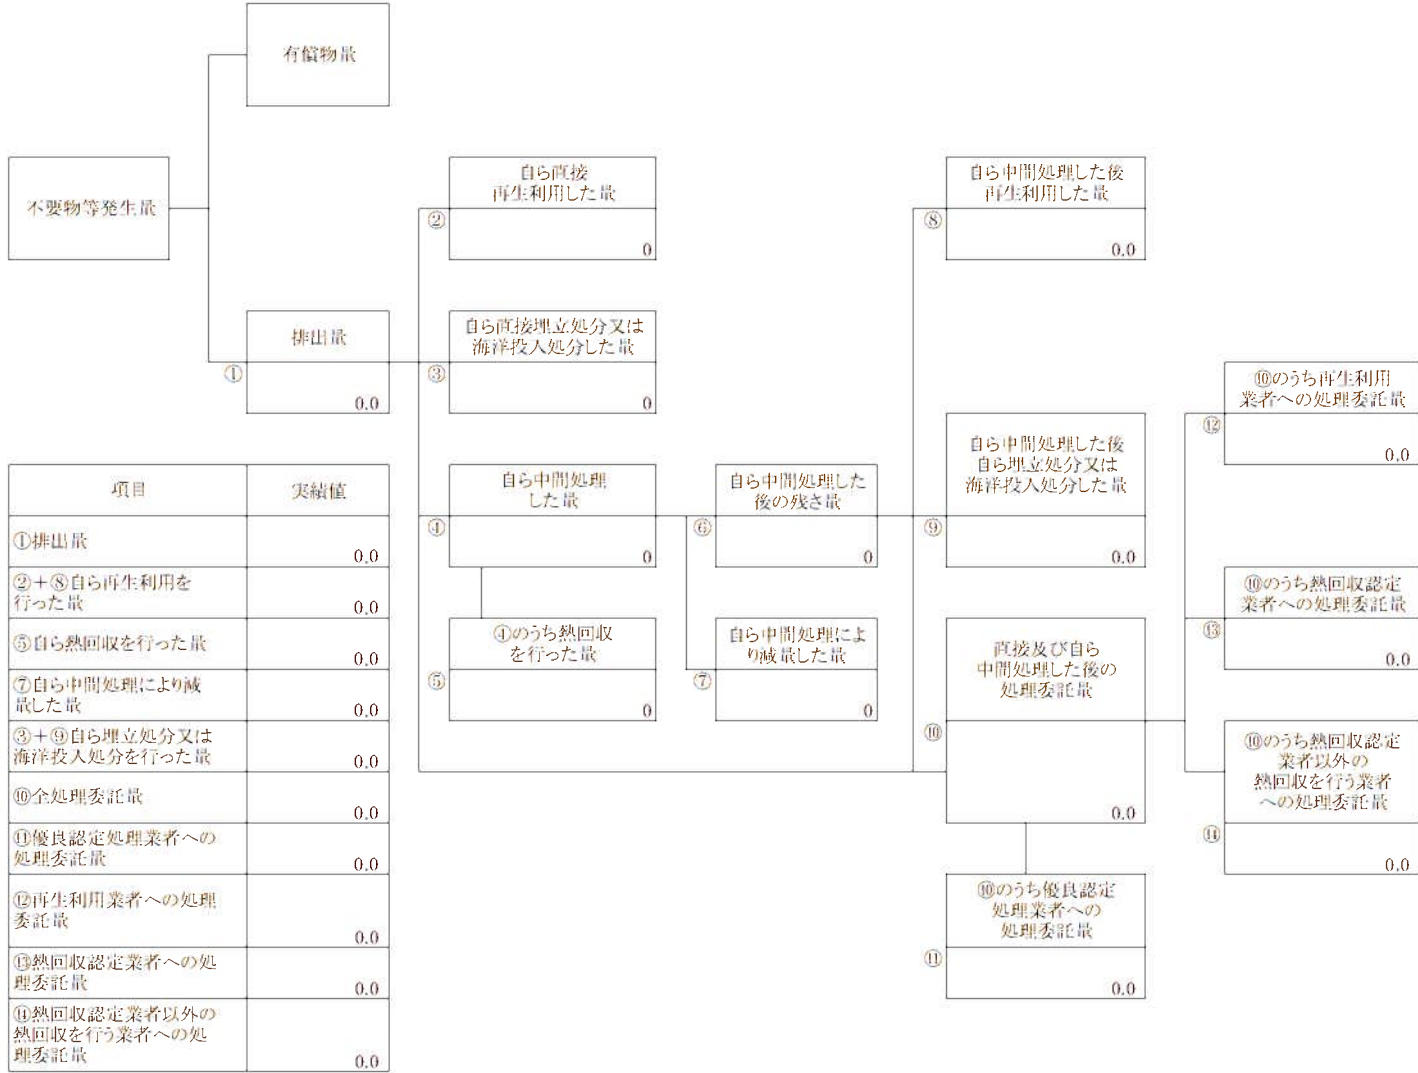 有償物量
不要物等発生量
排出量
①
0.0
自ら直接
再生利用した量
②
0
自ら直接埋立処分又は
海洋投入処分した量
③
0
自ら中間処理
した量
④
0
④のうち熱回収
を行った量
⑤
0
自ら中間処理した
後の残さ量
⑥
0
自ら中間処理によ
り減量した量
⑦
0
自ら中間処理した後
再生利用した量
⑧
0.0
自ら中間処理した後
自ら埋立処分又は
海洋投入処分した量
⑨
0.0
直接及び自ら
中間処理した後の
処理委託量
⑩
0.0
⑩のうち優良認定
処理業者への
処理委託量
⑪
0.0
⑩のうち再生利用
業者への処理委託量
⑫
0.0
⑩のうち熱回収認定
業者への処理委託量
⑬
0.0
⑩のうち熱回収認定
業者以外の
熱回収を行う業者
への処理委託量
⑭
0.0
項目 実績値
①排出量
0.0
②+⑧自ら再生利用を
行った量
0.0
⑤自ら熱回収を行った量
0.0
⑦自ら中間処理により減
量した量
0.0
③+⑨自ら埋立処分又は
海洋投入処分を行った量
0.0
⑩全処理委託量
0.0
⑪優良認定処理業者への
処理委託量
0.0
⑫再生利用業者への処理
委託量
0.0
⑬熱回収認定業者への処
理委託量
0.0
⑭熱回収認定業者以外の
熱回収を行う業者への処
理委託量
0.0